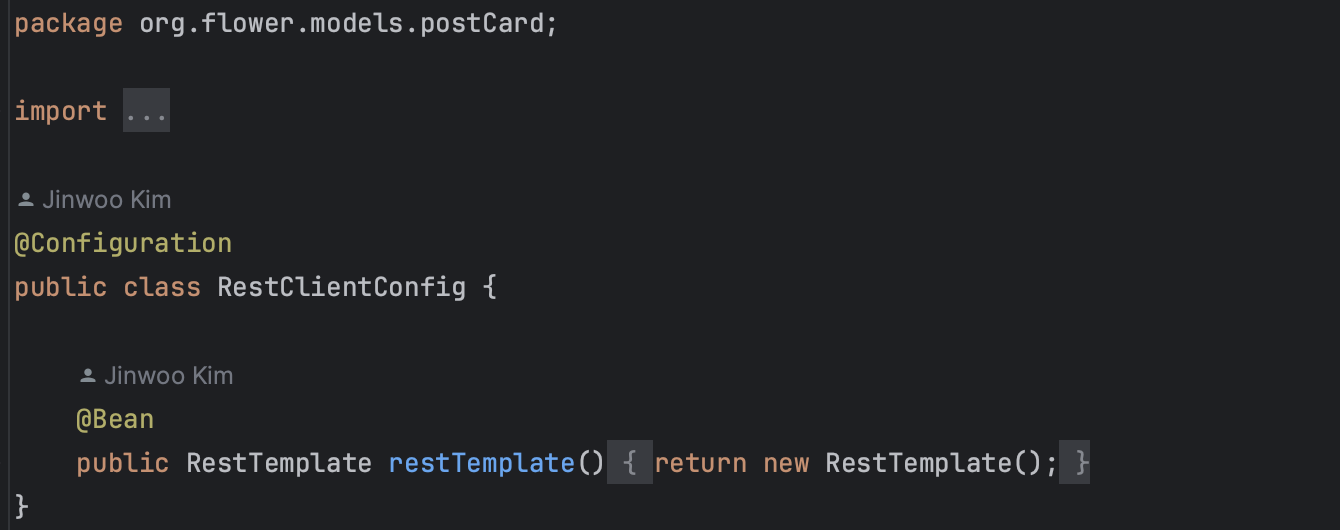 package org.flower.models.postCard;
import ...
Jinwoo Kim
@Configuration
public class RestClientConfig {
Jinwoo Kim
@Bean
public RestTemplate restTemplate() { return new RestTemplate(); }
}